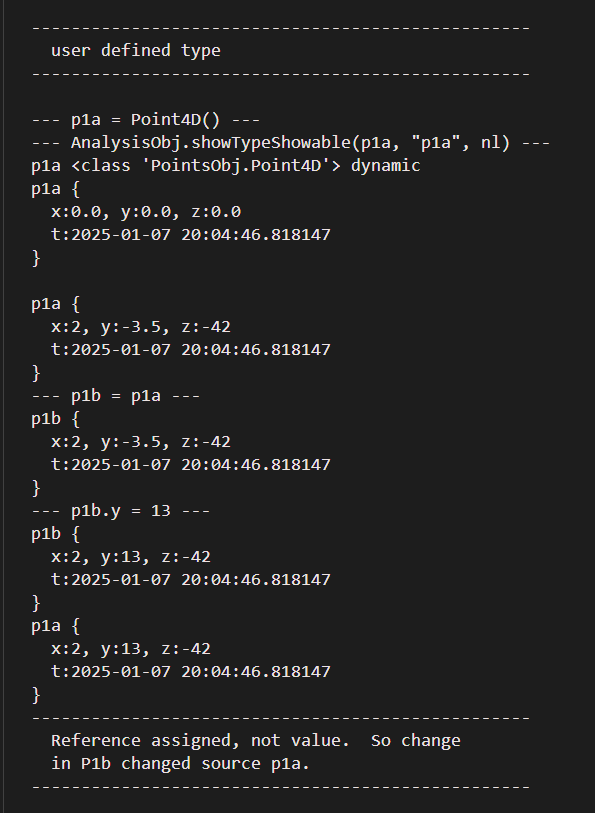 --------------------------------------------------
  user defined type
--------------------------------------------------

--- p1a = Point4D() ---
--- AnalysisObj.showTypeShowable(p1a, "p1a", nl) ---
p1a <class 'PointsObj.Point4D'> dynamic
p1a {
  x:0.0, y:0.0, z:0.0
  t:2025-01-07 20:04:46.818147
}

p1a {
  x:2, y:-3.5, z:-42
  t:2025-01-07 20:04:46.818147
}
--- p1b = p1a ---
p1b {
  x:2, y:-3.5, z:-42
  t:2025-01-07 20:04:46.818147
}
--- p1b.y = 13 ---
p1b {
  x:2, y:13, z:-42
  t:2025-01-07 20:04:46.818147
}
p1a {
  x:2, y:13, z:-42
  t:2025-01-07 20:04:46.818147
}
--------------------------------------------------
  Reference assigned, not value.  So change
  in P1b changed source p1a.
--------------------------------------------------